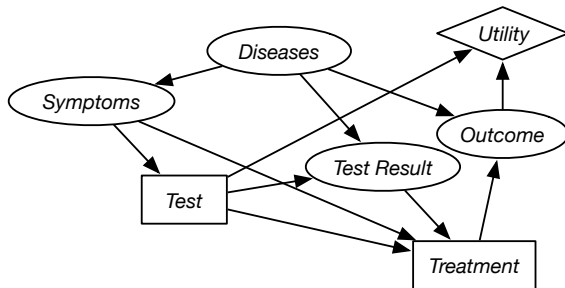 Utility
Diseases
Symptoms
Outcome
Test Result
Test
Treatment